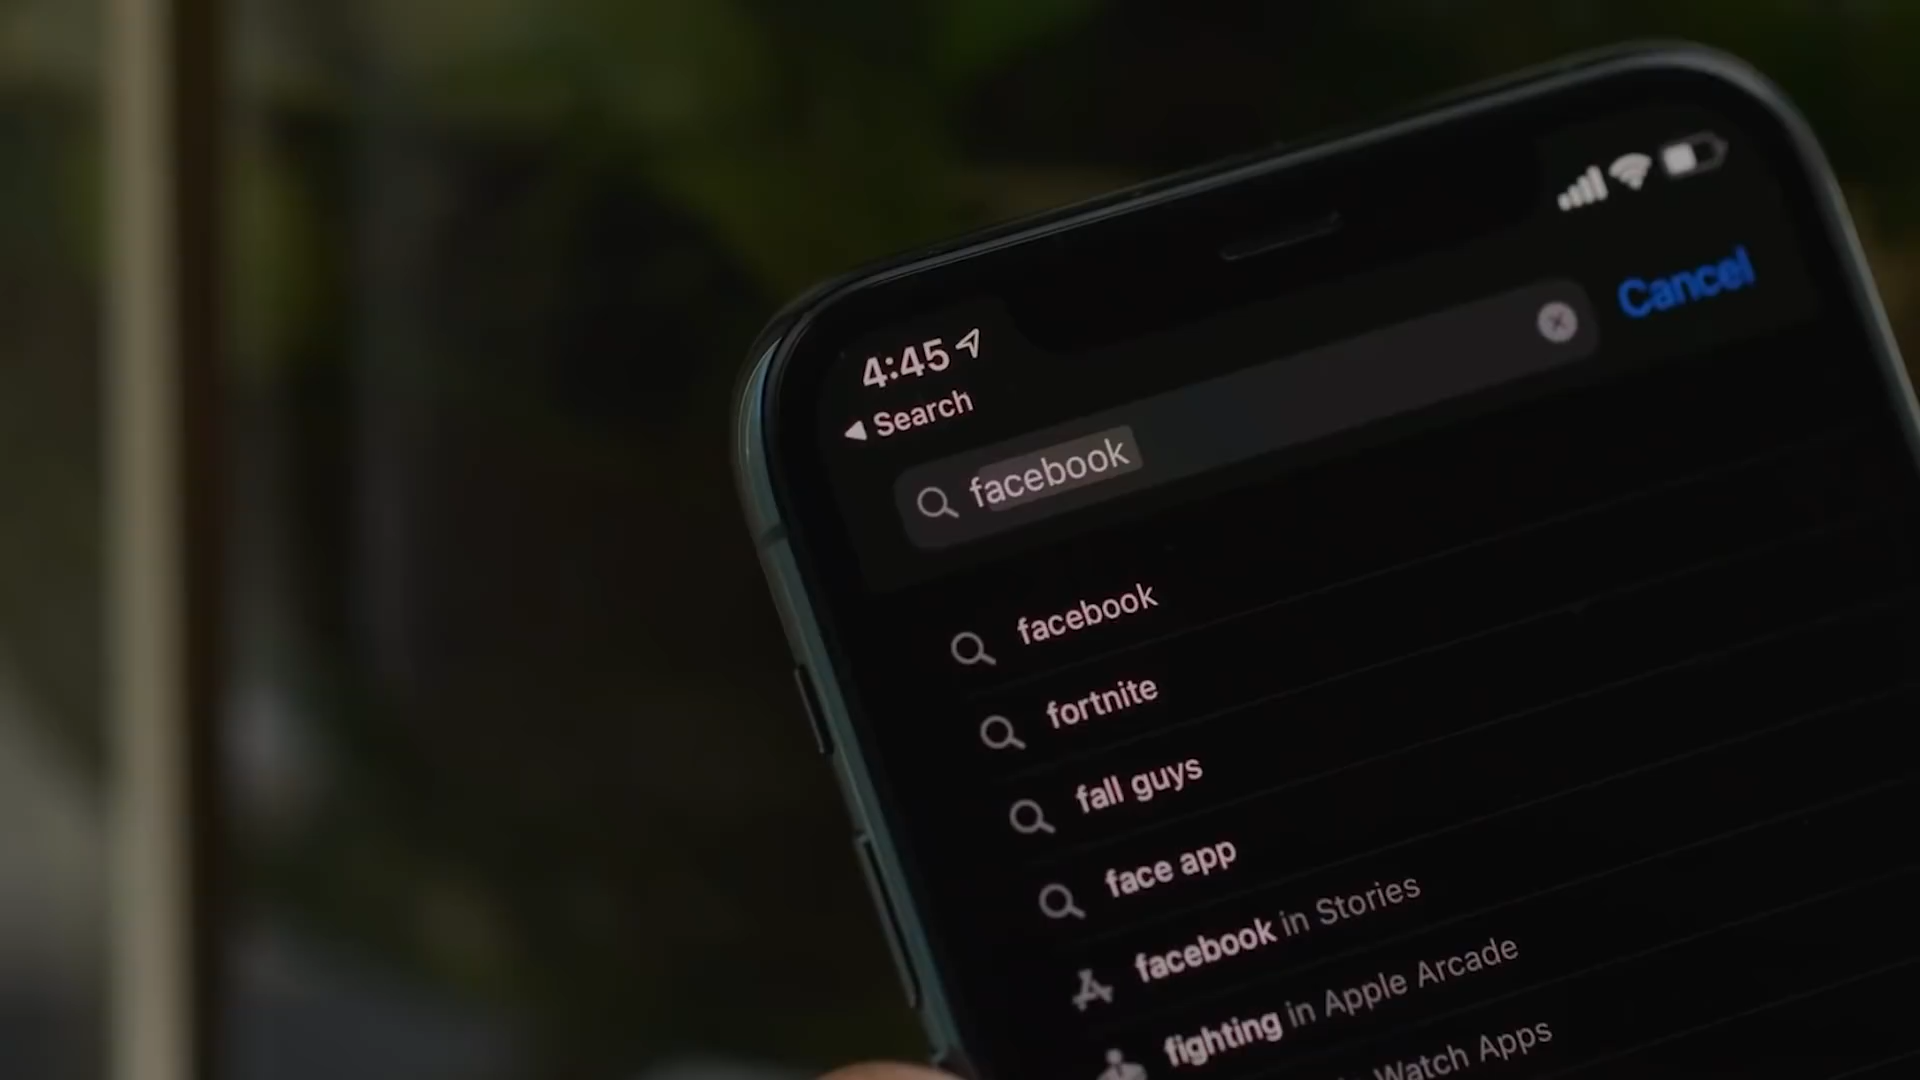 4:45
Search
Cancel
facebook
facebook
fortnite
fall guys
face app
facebook in Stories
fighting in Apple Arcade
Watch Apps